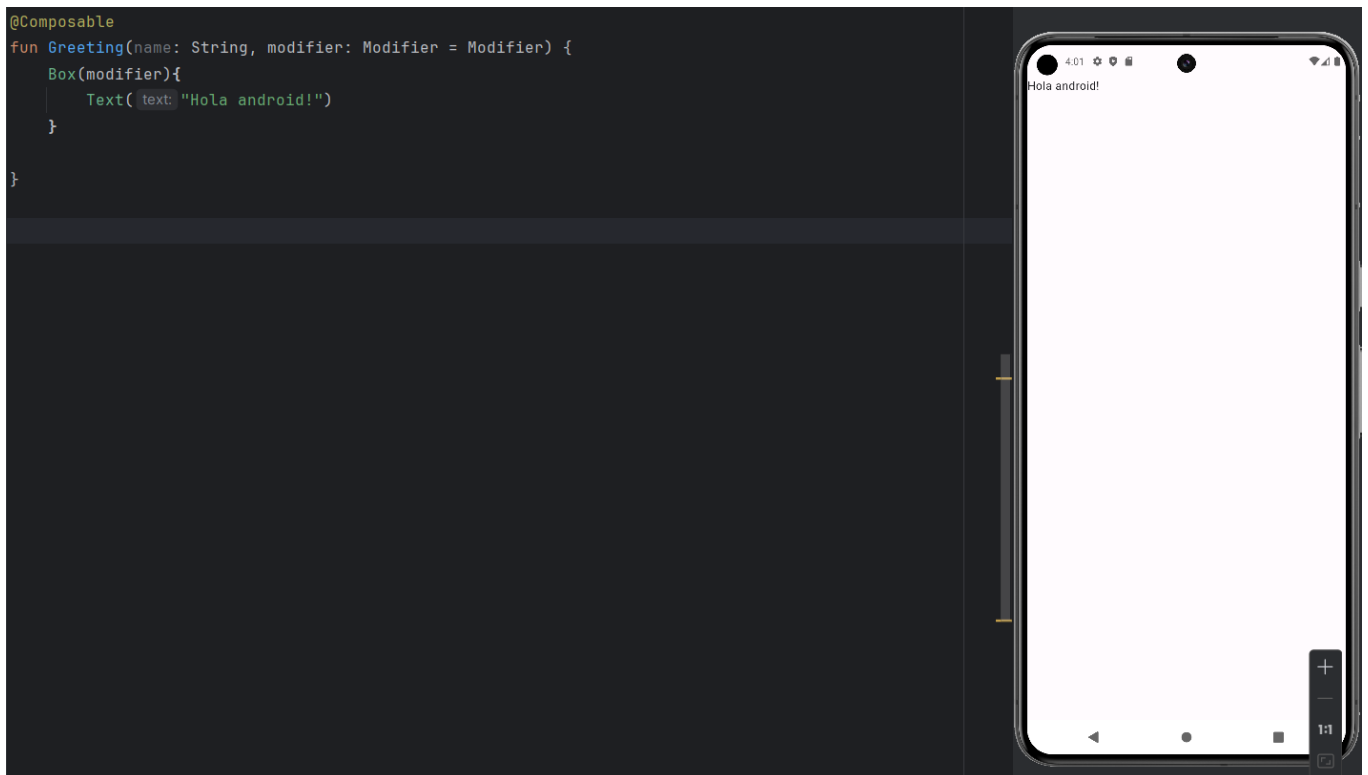 @Composable
fun Greeting(name: String, modifier: Modifier = Modifier) {
    Box(modifier){
        Text( text: "Hola android!")
    }
}
4:01
Hola android!
1:1